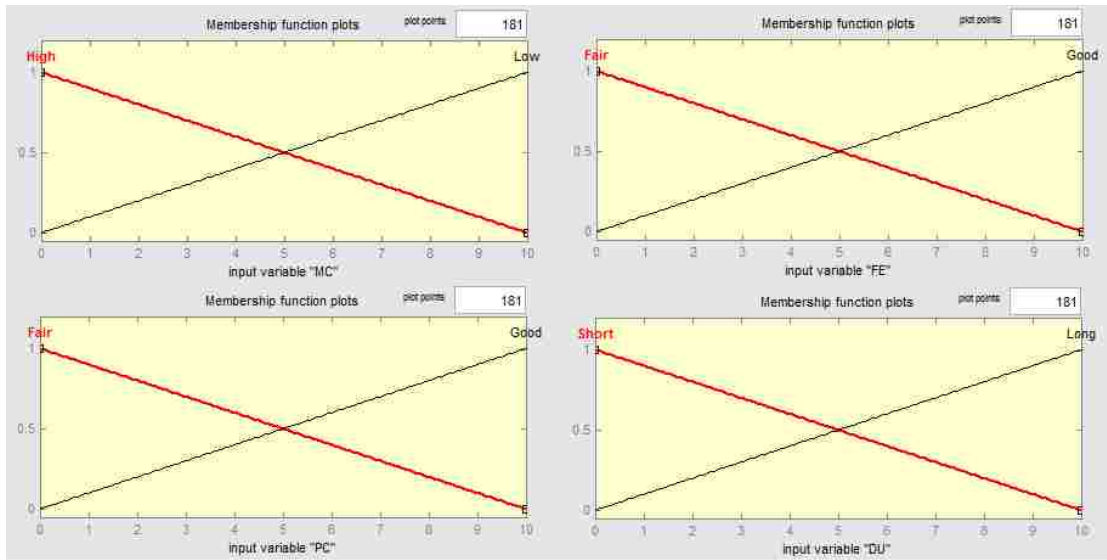 Membership function plots
plot points:
181
High
Low
1
0.5
0
0 1 2 3 4 5 6 7 8 9 10
input variable "MC"
Membership function plots
plot points:
181
Fair
Good
1
0.5
0
0 1 2 3 4 5 6 7 8 9 10
input variable "FE"
Membership function plots
plot points:
181
Fair
Good
1
0.5
0
0 1 2 3 4 5 6 7 8 9 10
input variable "PC"
Membership function plots
plot points:
181
Short
Long
1
0.5
0
0 1 2 3 4 5 6 7 8 9 10
input variable "DU"